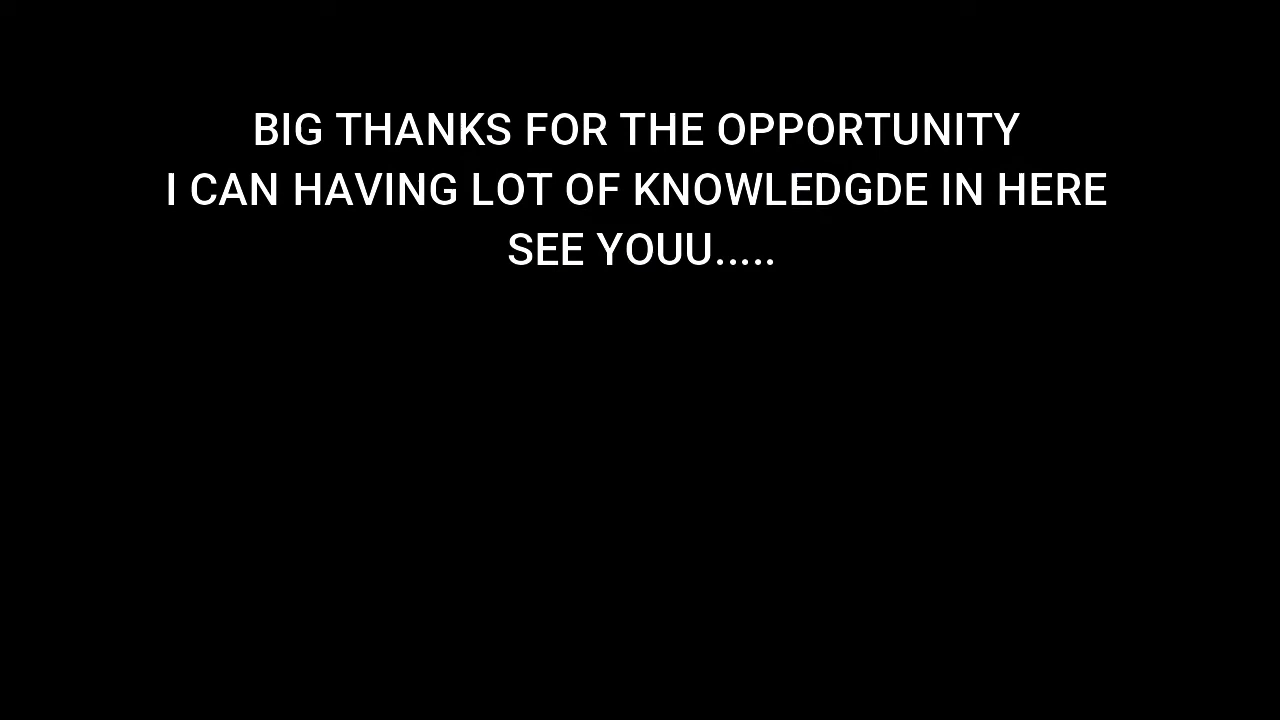 BIG THANKS FOR THE OPPORTUNITY
I CAN HAVING LOT OF KNOWLEDGDE IN HERE
SEE YOUU.....